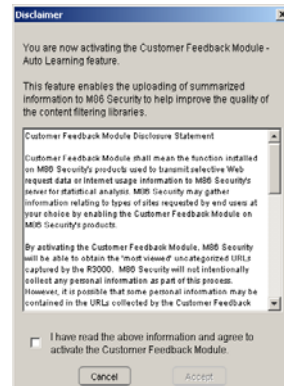 Disclaimer
You are now activating the Customer Feedback Module -
Auto Learning feature.
This feature enables the uploading of summarized
information to M86 Security to help improve the quality of
the content filtering libraries.
Customer Feedback Module Disclosure Statement
Customer Feedback Module shall mean the function installed
on M86 Security's products used to transmit selective Web
request data or Internet usage information to M86 Security's
server for statistical analysis. M86 Security may gather
information relating to types of sites requested by end users at
your choice by enabling the Customer Feedback Module on
M86 Security's products.
By activating the Customer Feedback Module, M86 Security
will be able to obtain the 'most viewed' uncategorized URLs
captured by the R3000. M86 Security will not intentionally
collect any personal information as part of this process.
However, it is possible that some personal information may be
contained in the URLs collected by the Customer Feedback
I have read the above information and agree to
activate the Customer Feedback Module.
Cancel
Accept